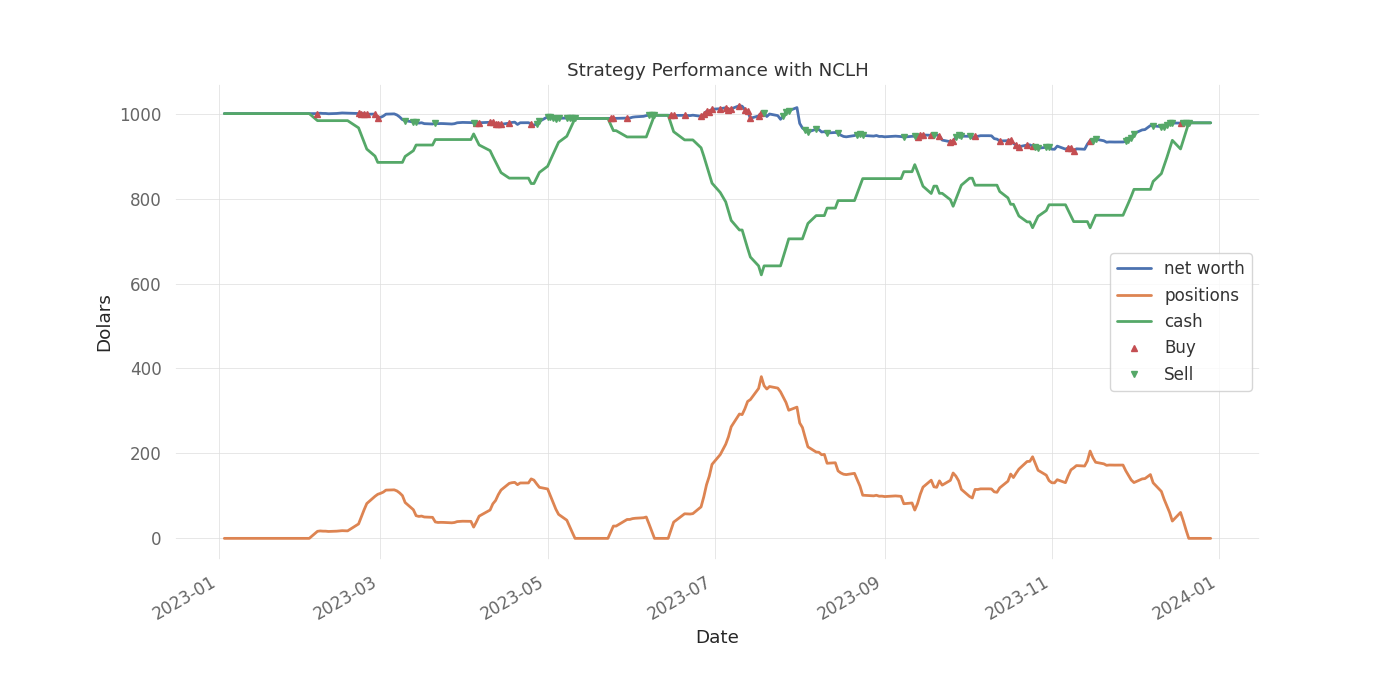 Strategy Performance with NCLH
1000
800
600
400
200
0
Dolars
net worth
positions
cash
Buy
Sell
2023-01
2023-03
2023-05
2023-07
2023-09
2023-11
2024-01
Date